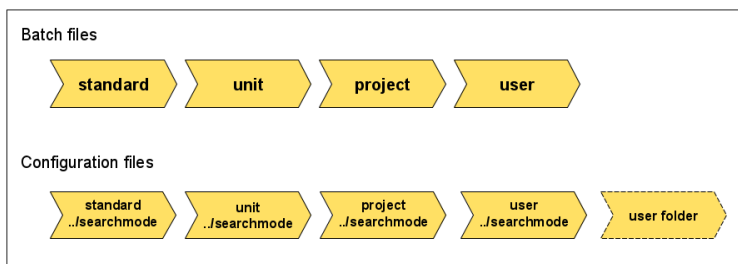 Batch files
standard unit project user
Configuration files
standard unit project user user folder
../searchmode ../searchmode ../searchmode ../searchmode